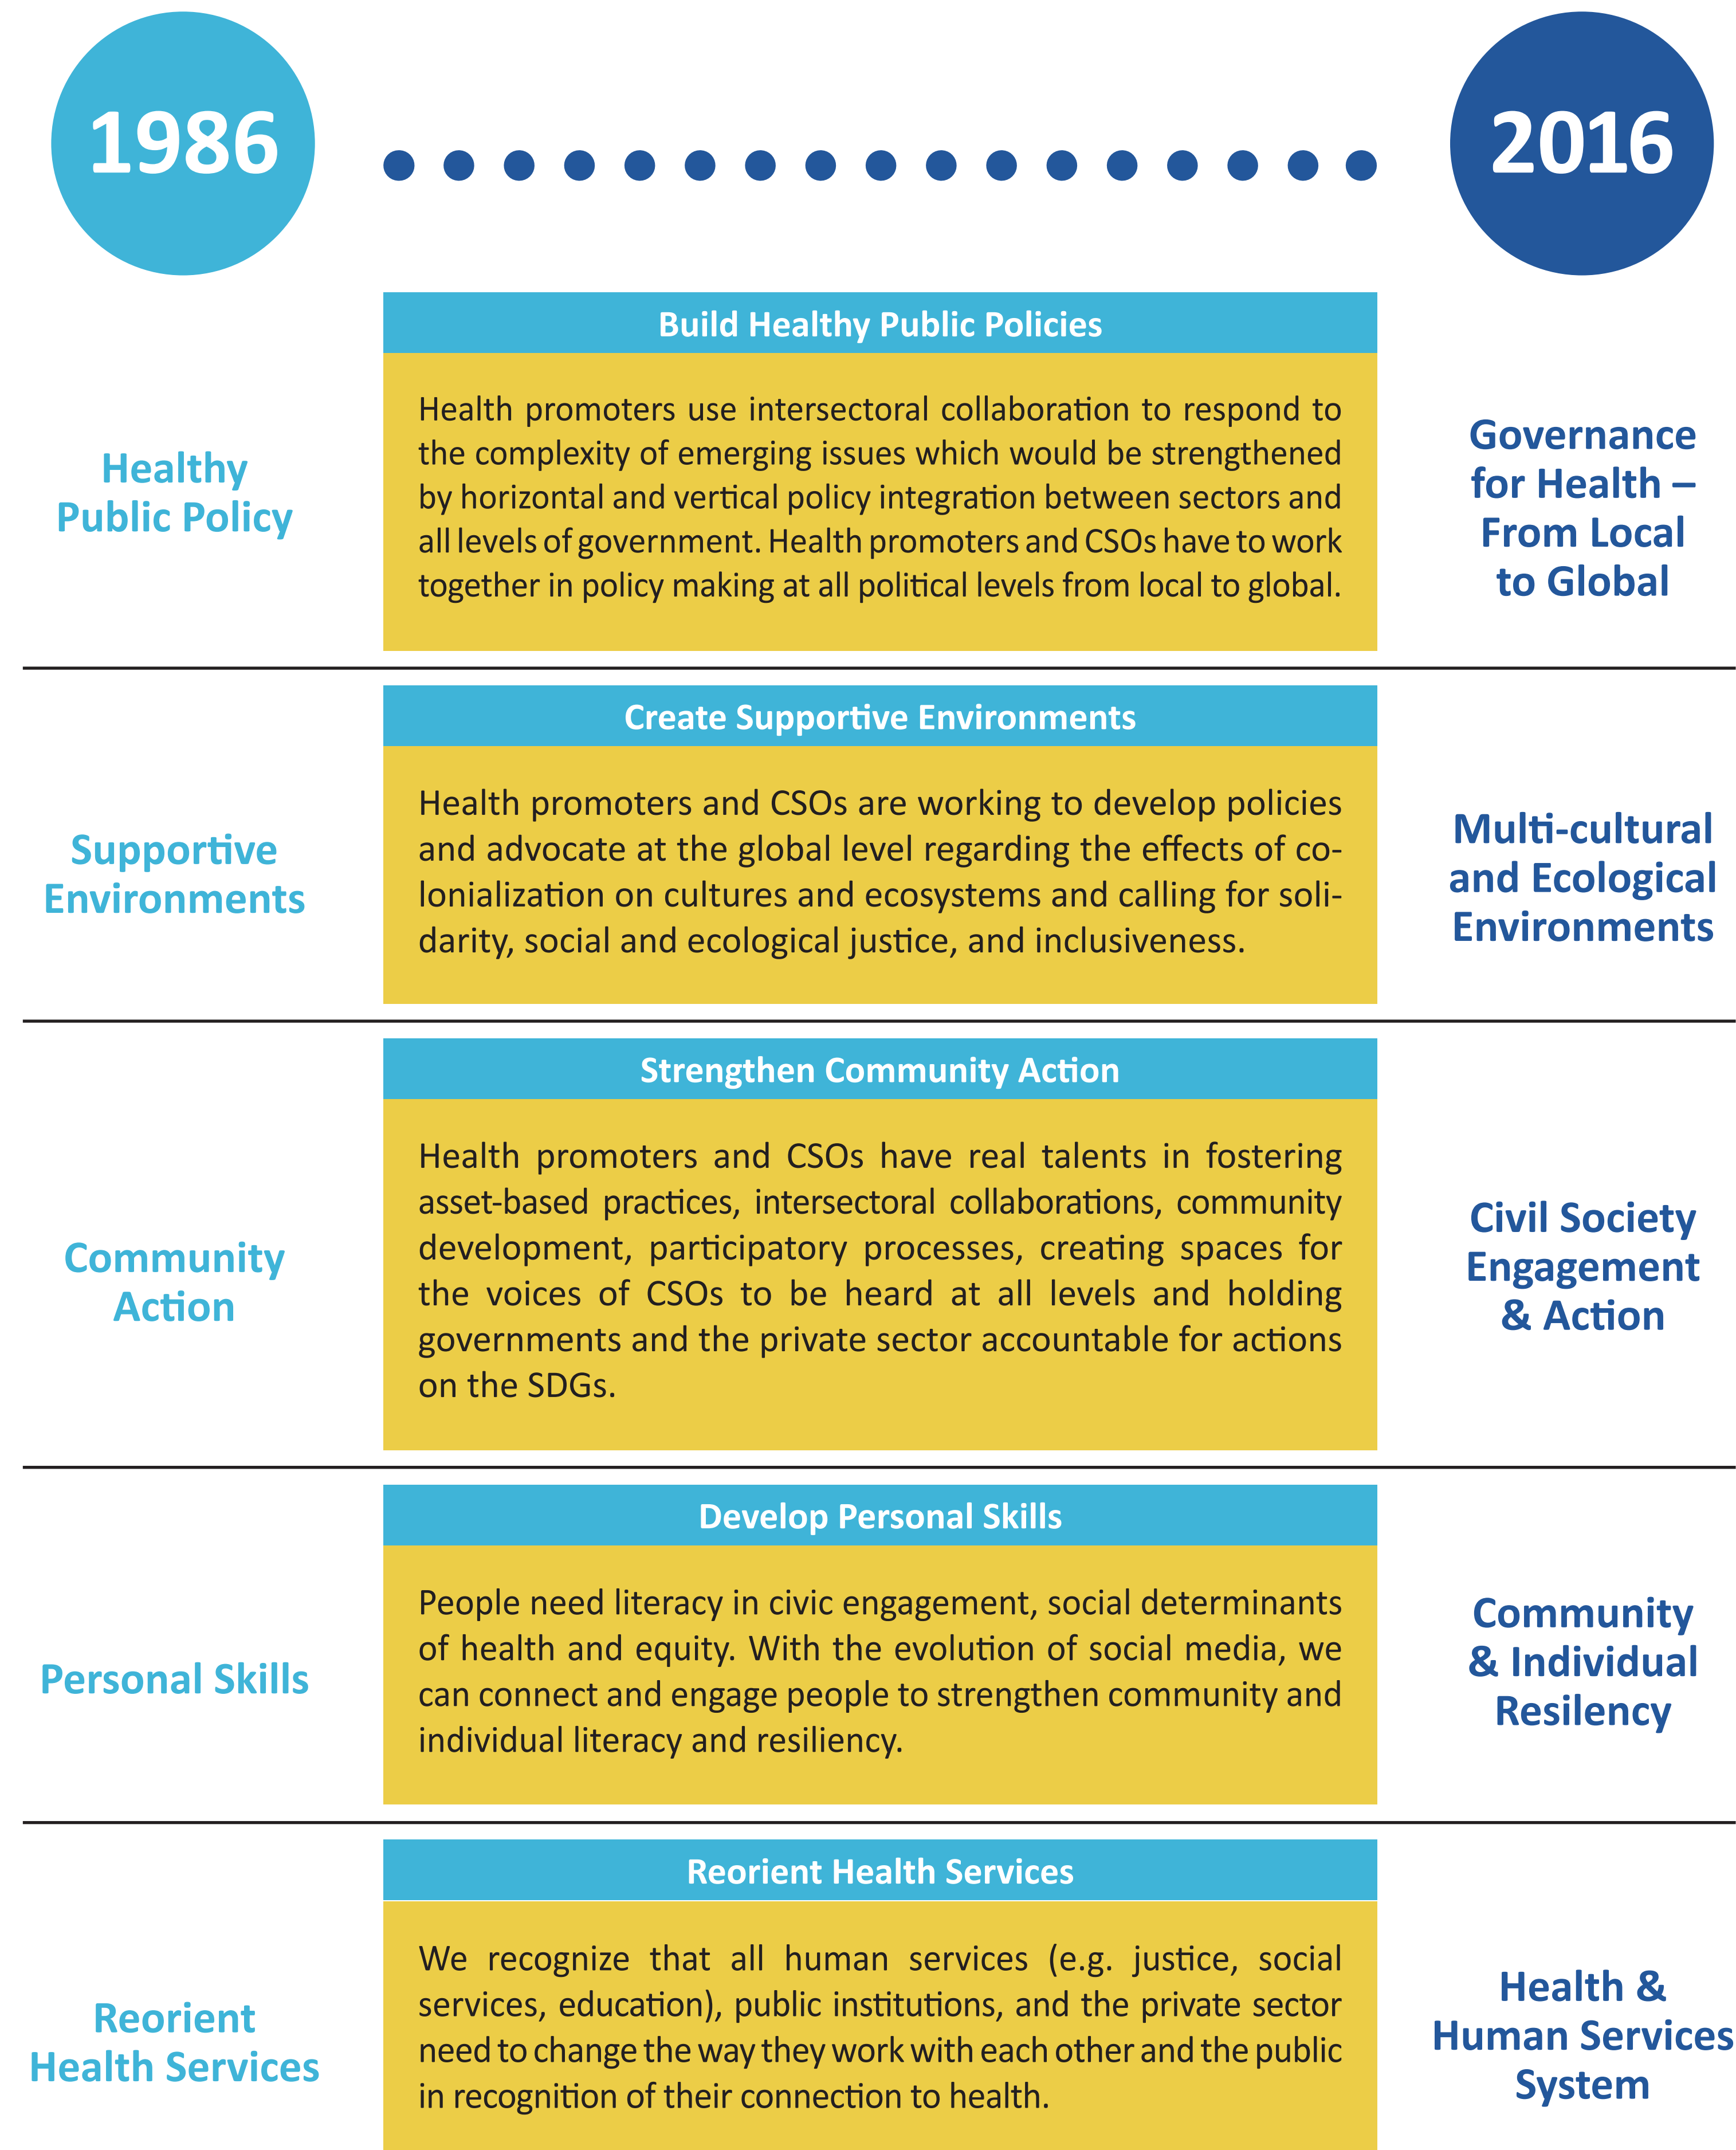 1986
2016
Build Healthy Public Policies
Healthy
Public Policy
Health promoters use intersectoral collaboration to respond to
the complexity of emerging issues which would be strengthened
by horizontal and vertical policy integration between sectors and
all levels of government. Health promoters and CSOs have to work
together in policy making at all political levels from local to global.
Governance
for Health –
From Local
to Global
Create Supportive Environments
Supportive
Environments
Health promoters and CSOs are working to develop policies
and advocate at the global level regarding the effects of co-
lonialization on cultures and ecosystems and calling for soli-
darity, social and ecological justice, and inclusiveness.
Multi-cultural
and Ecological
Environments
Strengthen Community Action
Community
Action
Health promoters and CSOs have real talents in fostering
asset-based practices, intersectoral collaborations, community
development, participatory processes, creating spaces for
the voices of CSOs to be heard at all levels and holding
governments and the private sector accountable for actions
on the SDGs.
Civil Society
Engagement
& Action
Develop Personal Skills
Personal Skills
People need literacy in civic engagement, social determinants
of health and equity. With the evolution of social media, we
can connect and engage people to strengthen community and
individual literacy and resiliency.
Community
& Individual
Resilency
Reorient Health Services
Reorient
Health Services
We recognize that all human services (e.g. justice, social
services, education), public institutions, and the private sector
need to change the way they work with each other and the public
in recognition of their connection to health.
Health &
Human Services
System